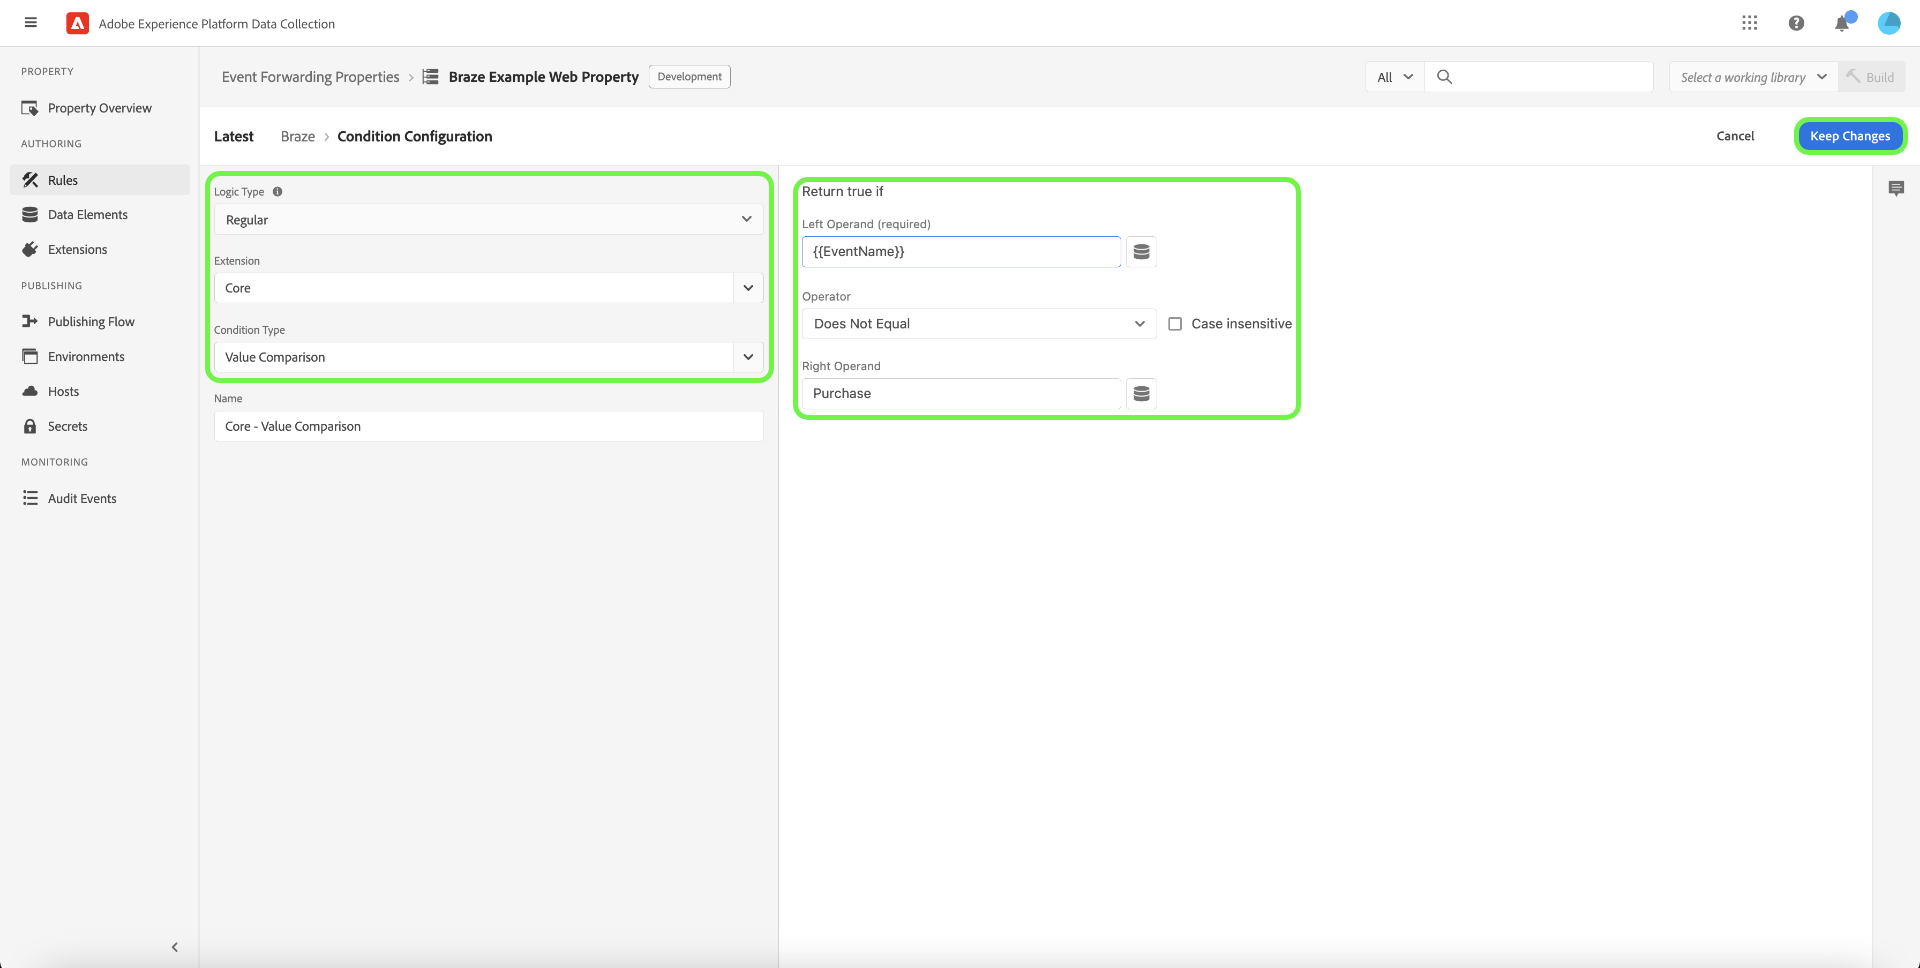 Adobe Experience Platform Data Collection
PROPERTY
Property Overview
AUTHORING
Rules
Data Elements
Extensions
PUBLISHING
Publishing Flow
Environments
Hosts
Secrets
MONITORING
Audit Events
Event Forwarding Properties > Braze Example Web Property Development
All
Select a working library
Build
Latest Braze > Condition Configuration
Cancel
Keep Changes
Logic Type
Regular
Extension
Core
Condition Type
Value Comparison
Name
Core - Value Comparison
Return true if
Left Operand (required)
{{EventName}}
Operator
Does Not Equal
Case insensitive
Right Operand
Purchase